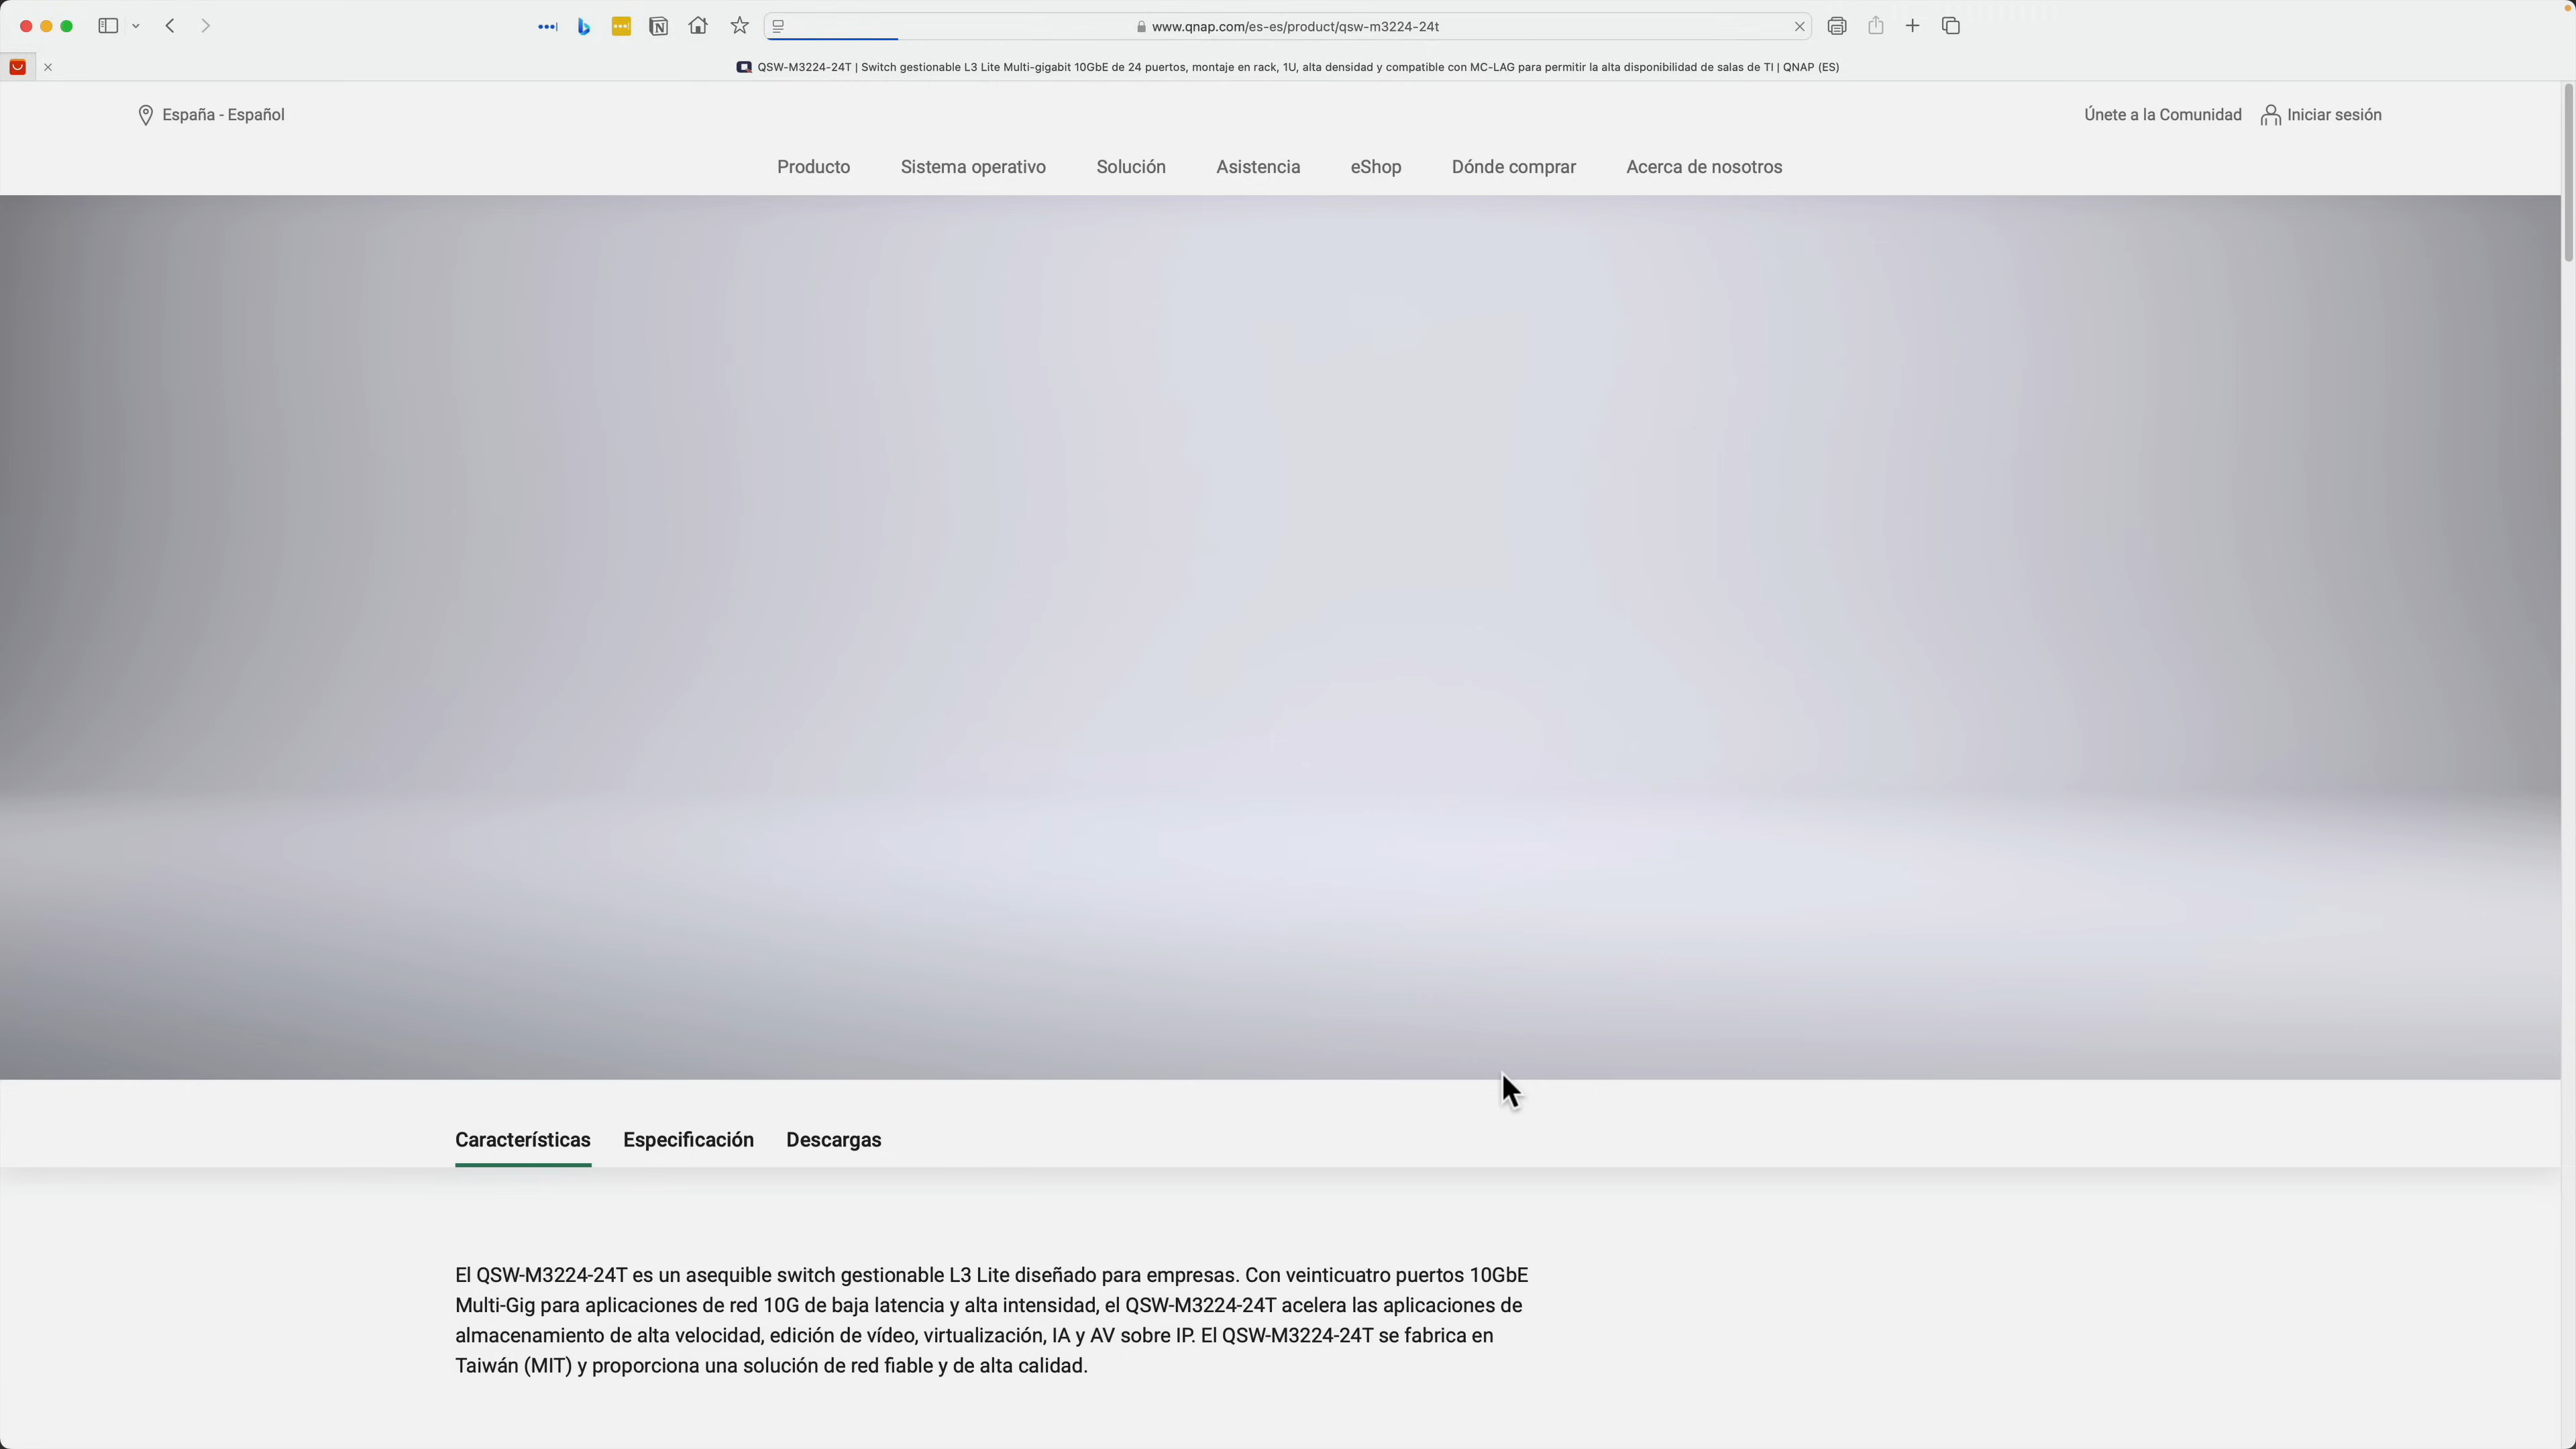 www.qnap.com/es-es/product/qsw-m3224-24t
QSW-M3224-24T | Switch gestionable L3 Lite Multi-gigabit 10GbE de 24 puertos, montaje en rack, 1U, alta densidad y compatible con MC-LAG para permitir la alta disponibilidad de salas de TI | QNAP (ES)
España - Español
Únete a la Comunidad
Iniciar sesión
Producto
Sistema operativo
Solución
Asistencia
eShop
Dónde comprar
Acerca de nosotros
Características
Especificación
Descargas
El QSW-M3224-24T es un asequible switch gestionable L3 Lite diseñado para empresas. Con veinticuatro puertos 10GbE
Multi-Gig para aplicaciones de red 10G de baja latencia y alta intensidad, el QSW-M3224-24T acelera las aplicaciones de
almacenamiento de alta velocidad, edición de vídeo, virtualización, IA y AV sobre IP. El QSW-M3224-24T se fabrica en
Taiwán (MIT) y proporciona una solución de red fiable y de alta calidad.